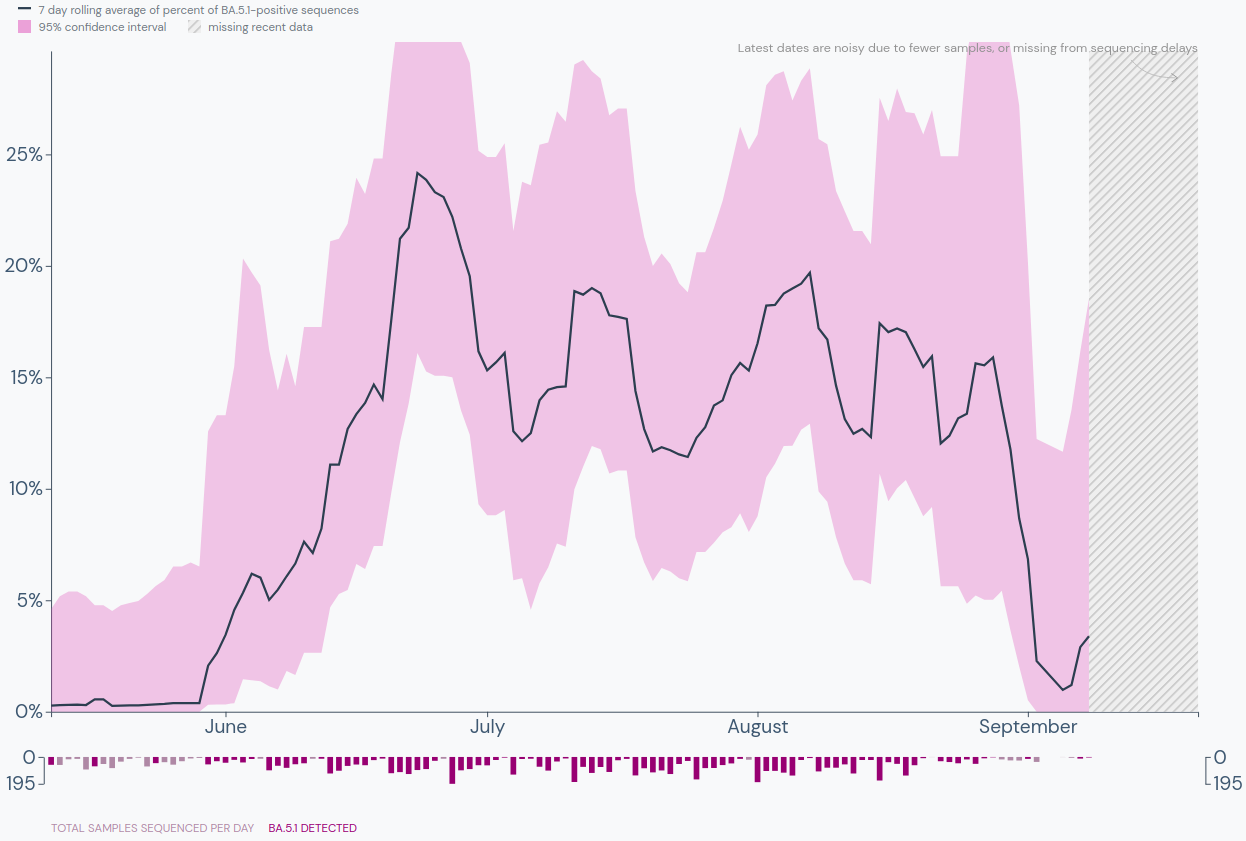 7 day rolling average of percent of BA.5.1-positive sequences
95% confidence interval missing recent data
Latest dates are noisy due to fewer samples, or missing from sequencing delays
25%
20%
15%
10%
5%
0%
June July August September
0 0
195 195
TOTAL SAMPLES SEQUENCED PER DAY BA.5.1 DETECTED